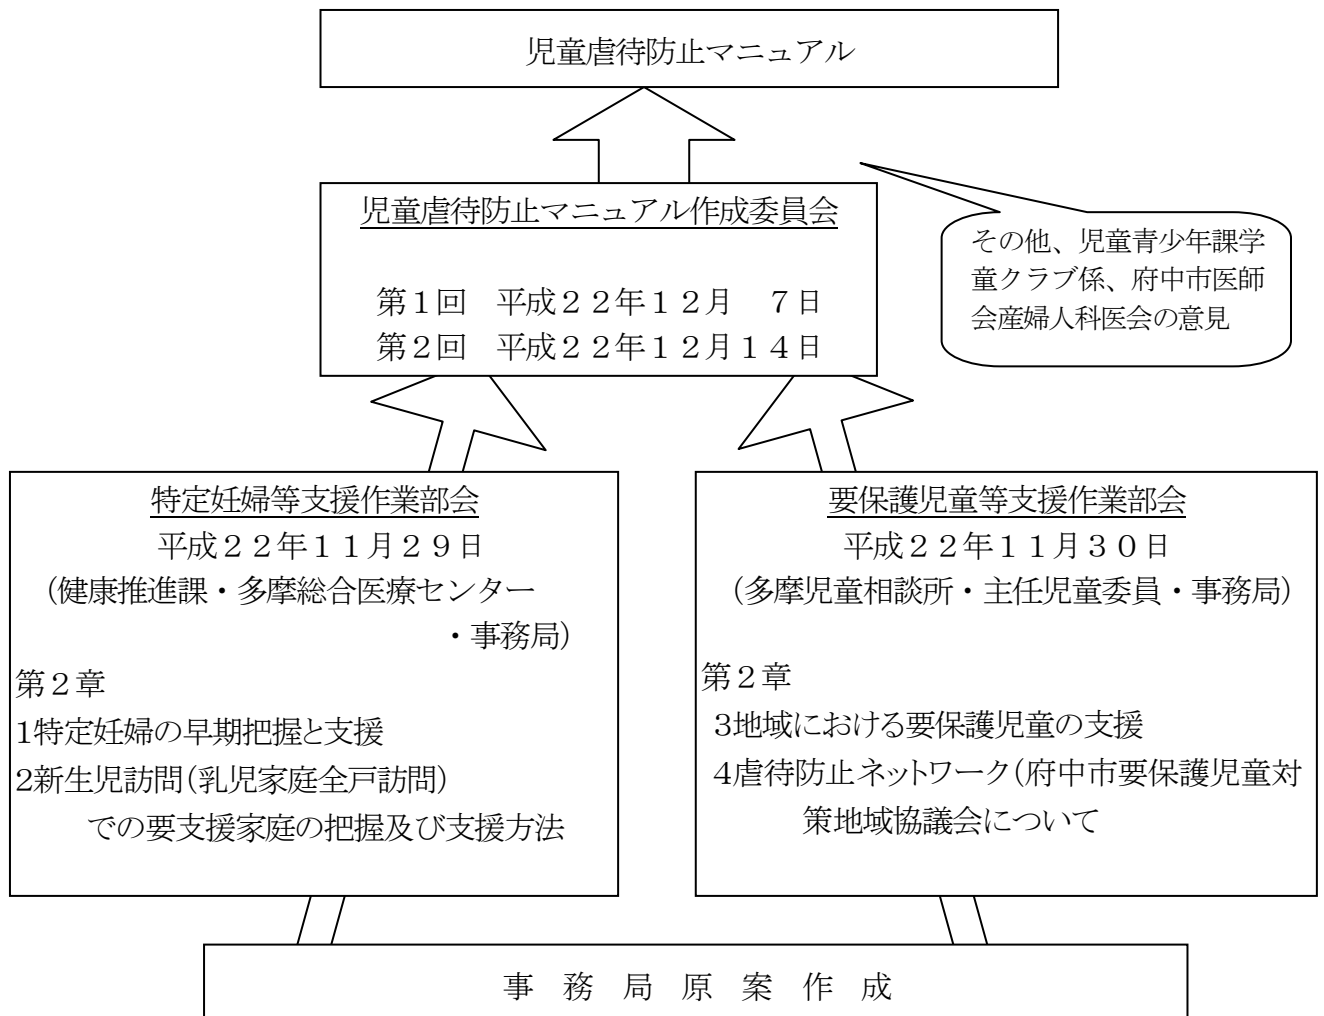 児童虐待防止マニュアル
児童虐待防止マニュアル作成委員会
第１回　平成２２年１２月　７日
第２回　平成２２年１２月１４日
その他、児童青少年課学
童クラブ係、府中市医師
会産婦人科医会の意見
特定妊婦等支援作業部会
平成２２年１１月２９日
（健康推進課・多摩総合医療センター
・事務局）
第２章
1特定妊婦の早期把握と支援
2新生児訪問（乳児家庭全戸訪問）
での要支援家庭の把握及び支援方法
要保護児童等支援作業部会
平成２２年１１月３０日
（多摩児童相談所・主任児童委員・事務局）
第２章
3地域における要保護児童の支援
4虐待防止ネットワーク（府中市要保護児童対
策地域協議会について
事　務　局　原　案　作　成